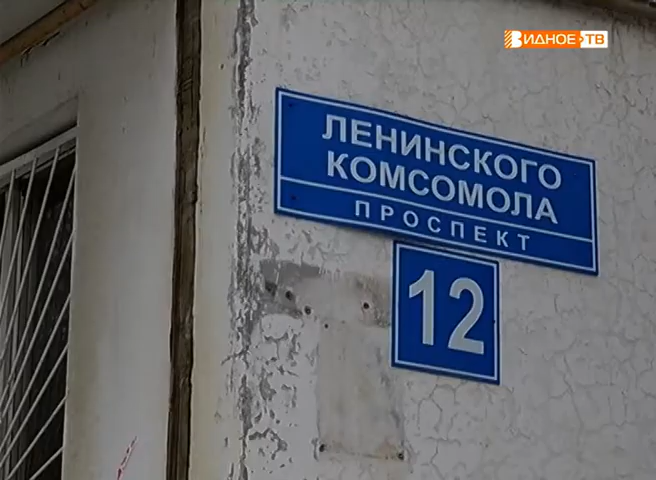 ВИДНОЕ ТВ
ЛЕНИНСКОГО
КОМСОМОЛА
ПРОСПЕКТ
12